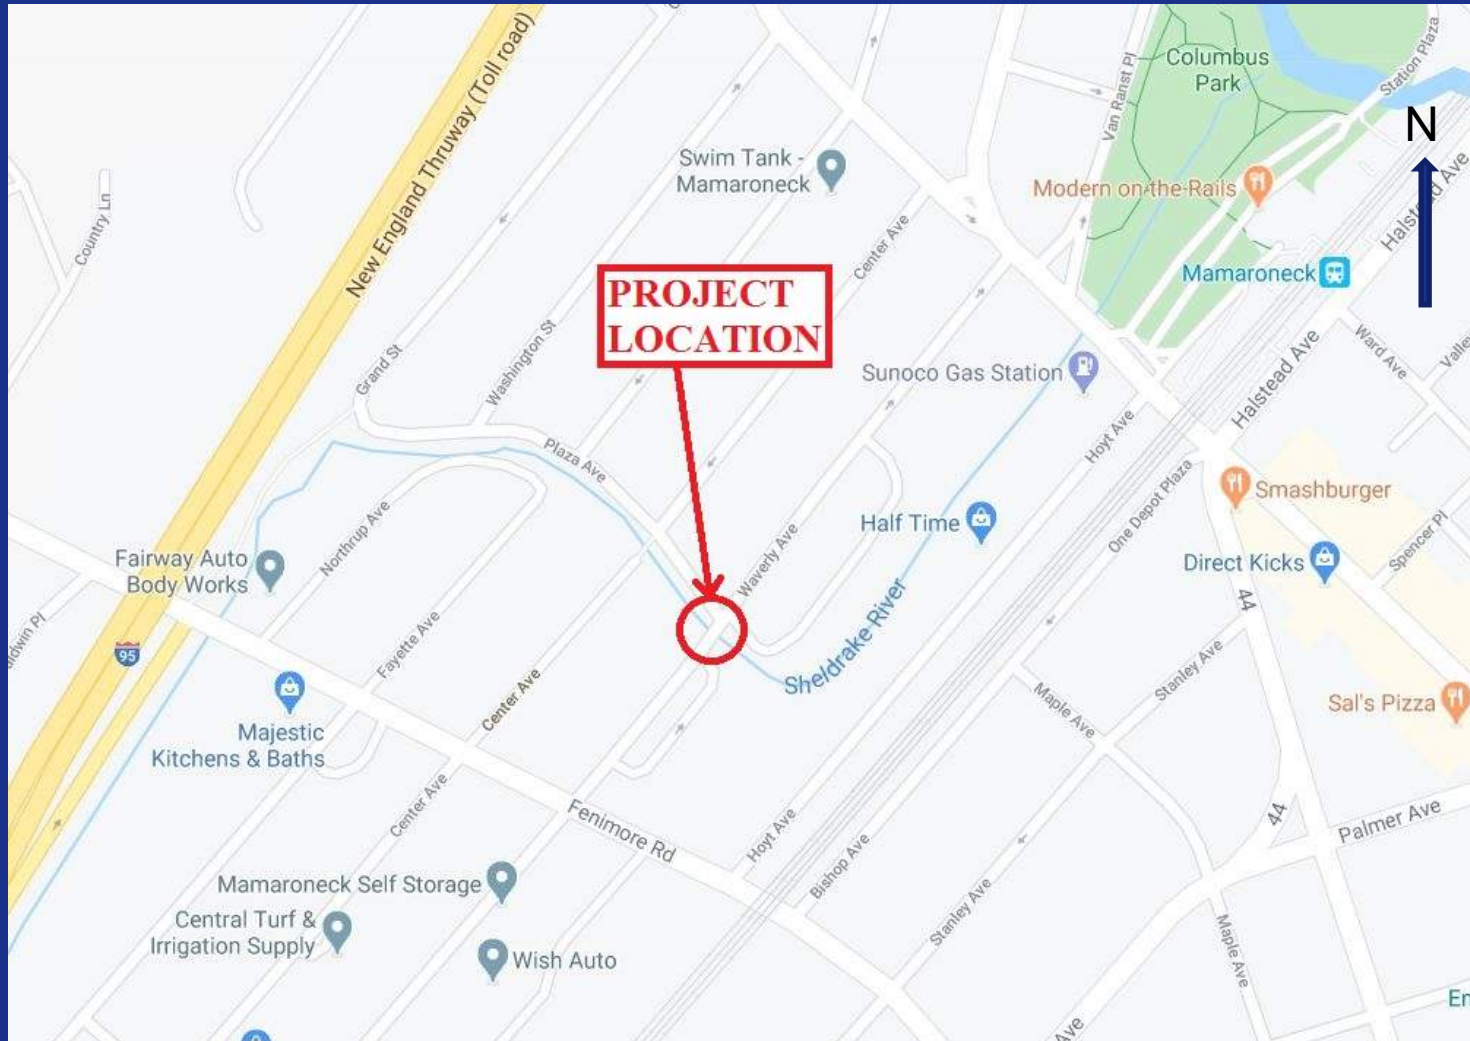 New England Thruway (Toll road)
Columbus
Park
Station Plaza
Van Ranst Pl
N
Swim Tank -
Mamaroneck
Modern on-the-Rails
Halstead Ave
Country Ln
Center Ave
Mamaroneck
PROJECT
LOCATION
Ward Ave
Valle
Washington St
Grand St
Sunoco Gas Station
Halstead Ave
Hoyt Ave
Plaza Ave
One Depot Plaza
Smashburger
Half Time
Northrup Ave
Waverly Ave
Spencer Pl
Fairway Auto
Body Works
Direct Kicks
44
aldwin Pl
95
Fayette Ave
Sheldrake River
Stanley Ave
Center Ave
Maple Ave
Sal's Pizza
Majestic
Kitchens & Baths
Center Ave
Fenimore Rd
Hoyt Ave
44
Palmer Ave
Bishop Ave
Mamaroneck Self Storage
Central Turf &
Irrigation Supply
Stanley Ave
Maple Ave
Wish Auto
En
Ave